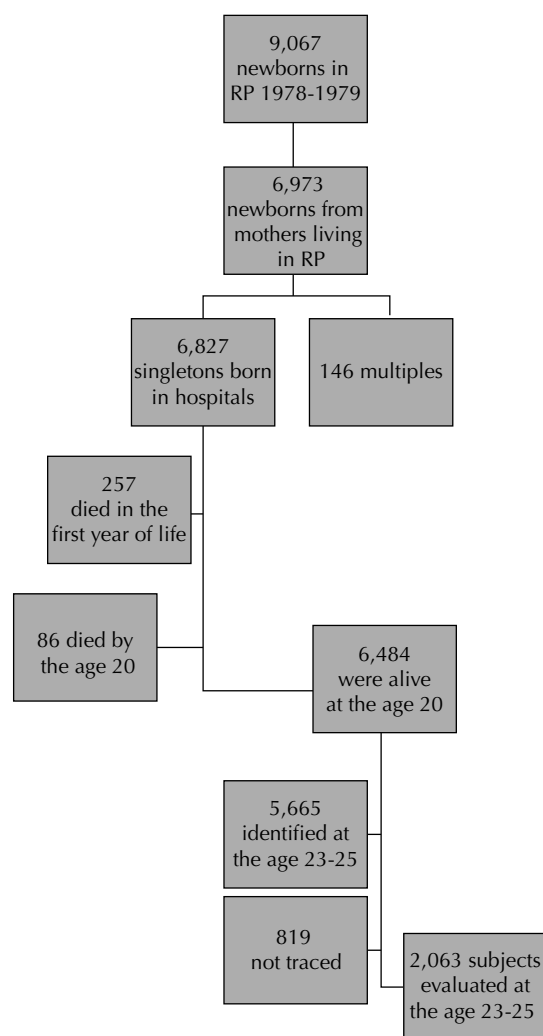 9,067
newborns in
RP 1978-1979
6,973
newborns from
mothers living
in RP
6,827
singletons born
in hospitals
146 multiples
257
died in the
first year of life
86 died by
the age 20
6,484
were alive
at the age 20
5,665
identified at
the age 23-25
819
not traced
2,063 subjects
evaluated at
the age 23-25